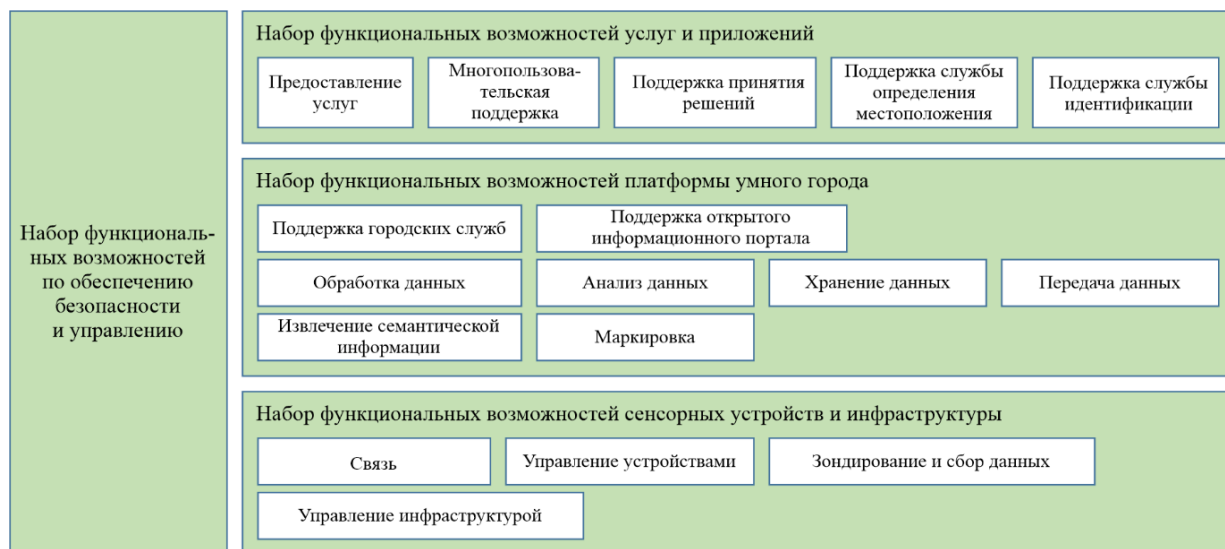 Набор функциональ-
ных возможностей
по обеспечению
безопасности
и управлению
Набор функциональных возможностей услуг и приложений
Предоставление
услуг
Многопользова-
тельская
поддержка
Поддержка принятия
решений
Поддержка службы
определения
местоположения
Поддержка службы
идентификации
Набор функциональных возможностей платформы умного города
Поддержка городских служб
Поддержка открытого
информационного портала
Обработка данных
Анализ данных
Хранение данных
Передача данных
Извлечение семантической
информации
Маркировка
Набор функциональных возможностей сенсорных устройств и инфраструктуры
Связь
Управление устройствами
Зондирование и сбор данных
Управление инфраструктурой